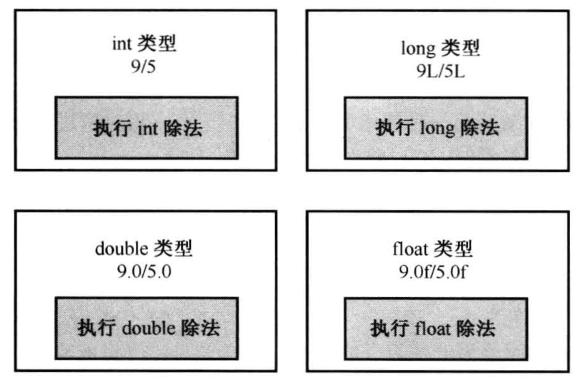 int 类型
9/5
执行 int 除法
long 类型
9L/5L
执行 long 除法
double 类型
9.0/5.0
执行 double 除法
float 类型
9.0f/5.0f
执行 float 除法